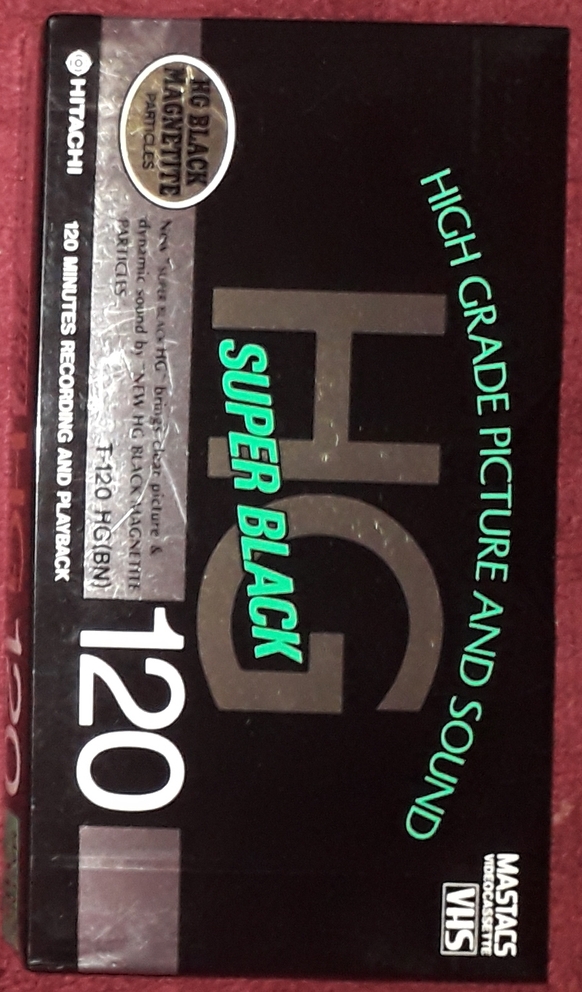 HIGH GRADE PICTURE AND SOUND
MASTACS
VIDEOCASSETTE
VHS
HG
SUPER BLACK
HG BLACK
MAGNETITE
PARTICLES
New "SUPER BLACK HG" brings clear picture &
dynamic sound by "NEW HG BLACK MAGNETITE
PARTICLES"
T-120 HG(BN)
120
HITACHI
120 MINUTES RECORDING AND PLAYBACK
120